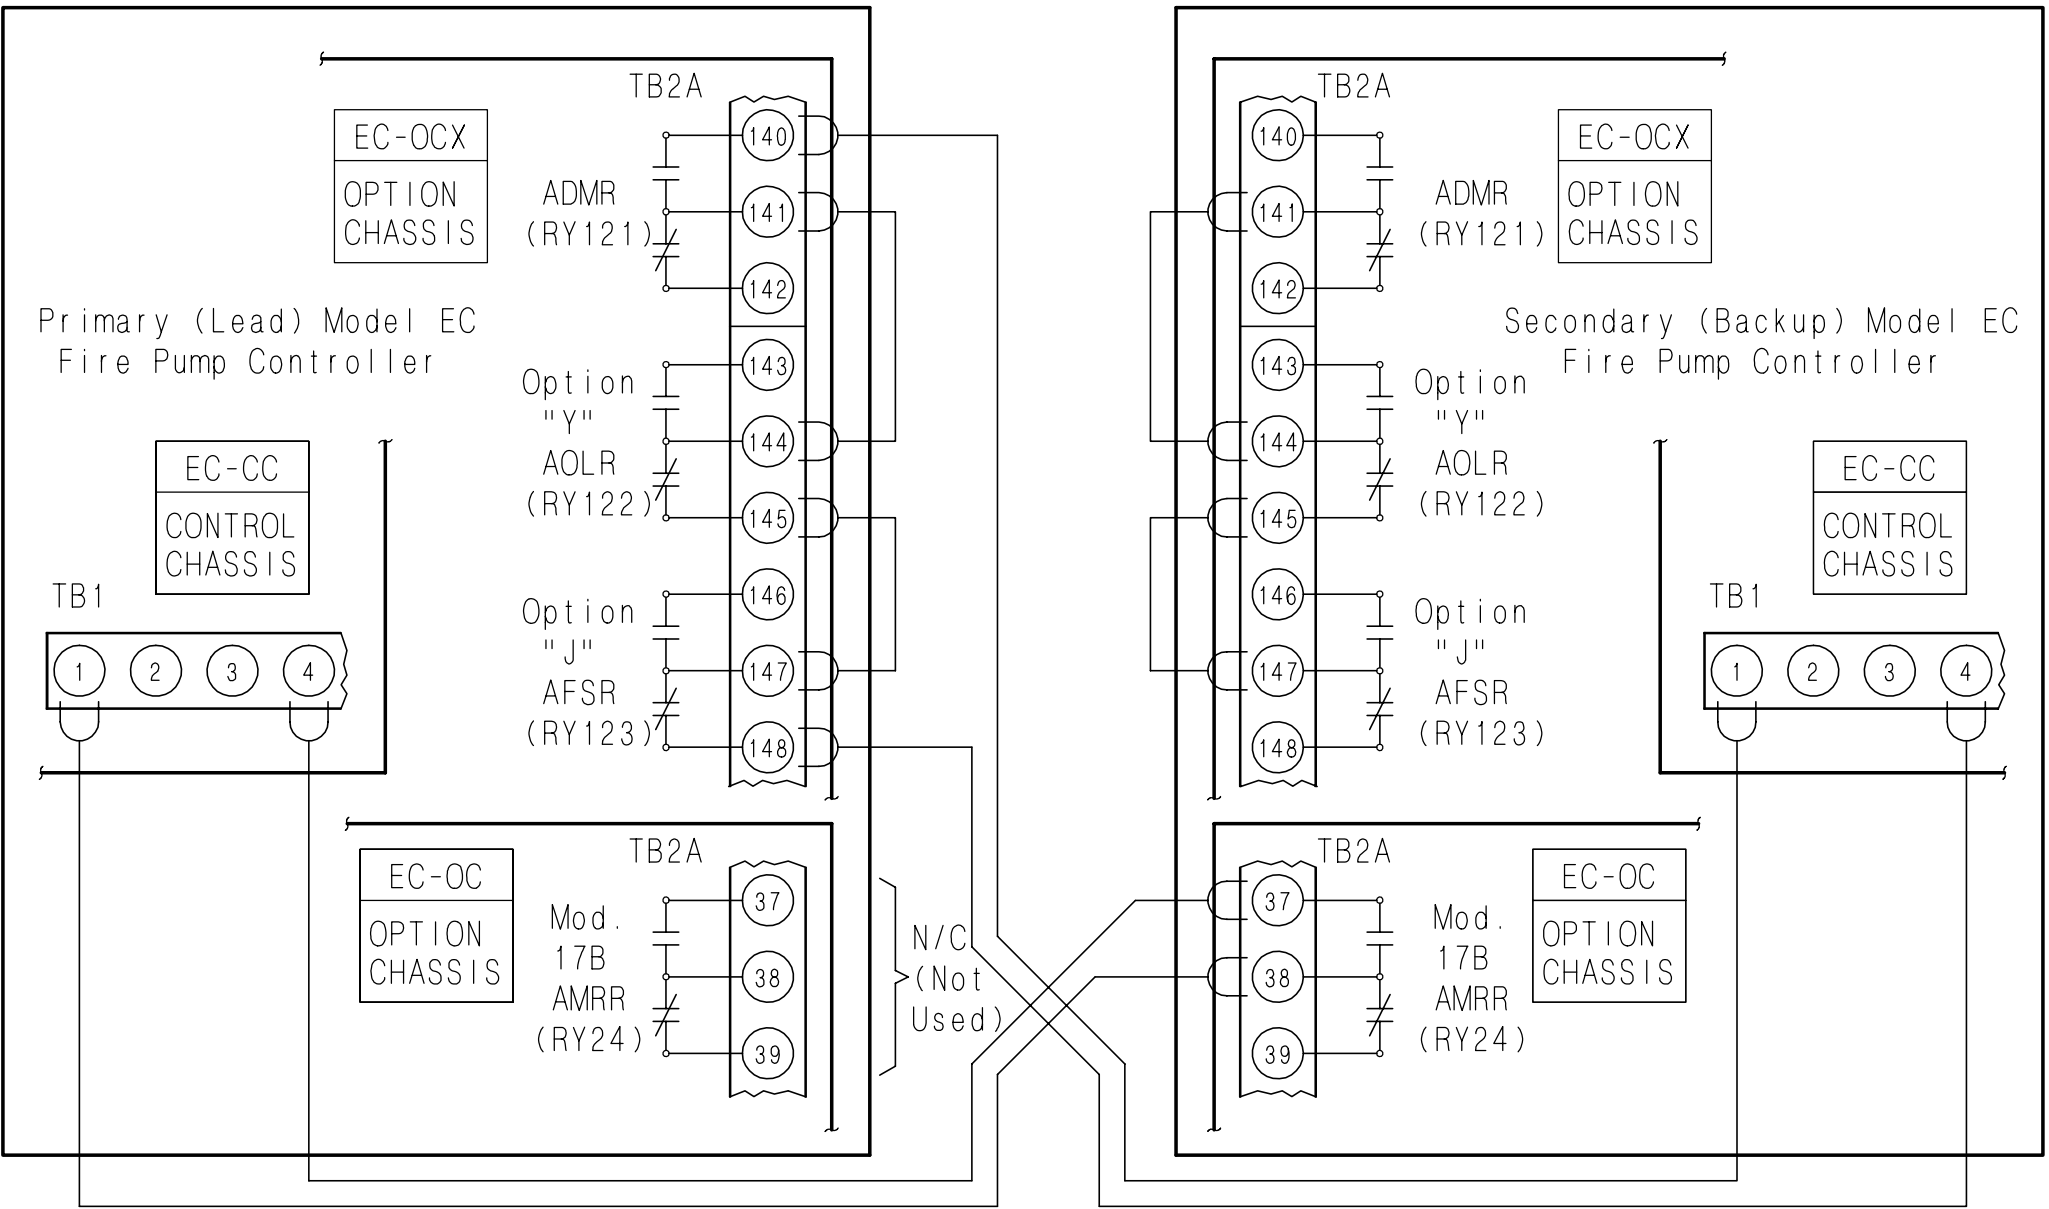 TB2A
EC-OCX
OPTION
CHASSIS
ADMR
(RY121)
140
141
142
Primary (Lead) Model EC
Fire Pump Controller
Option
"Y"
AOLR
(RY122)
143
144
145
EC-CC
CONTROL
CHASSIS
TB1
1 2 3 4
Option
"J"
AFSR
(RY123)
146
147
148
TB2A
EC-OC
OPTION
CHASSIS
Mod.
17B
AMRR
(RY24)
37
38
39
N/C
(Not
Used)
TB2A
140
141
142
ADMR
(RY121)
EC-OCX
OPTION
CHASSIS
Secondary (Backup) Model EC
Fire Pump Controller
143
144
145
Option
"Y"
AOLR
(RY122)
EC-CC
CONTROL
CHASSIS
TB1
1 2 3 4
146
147
148
Option
"J"
AFSR
(RY123)
TB2A
37
38
39
Mod.
17B
AMRR
(RY24)
EC-OC
OPTION
CHASSIS